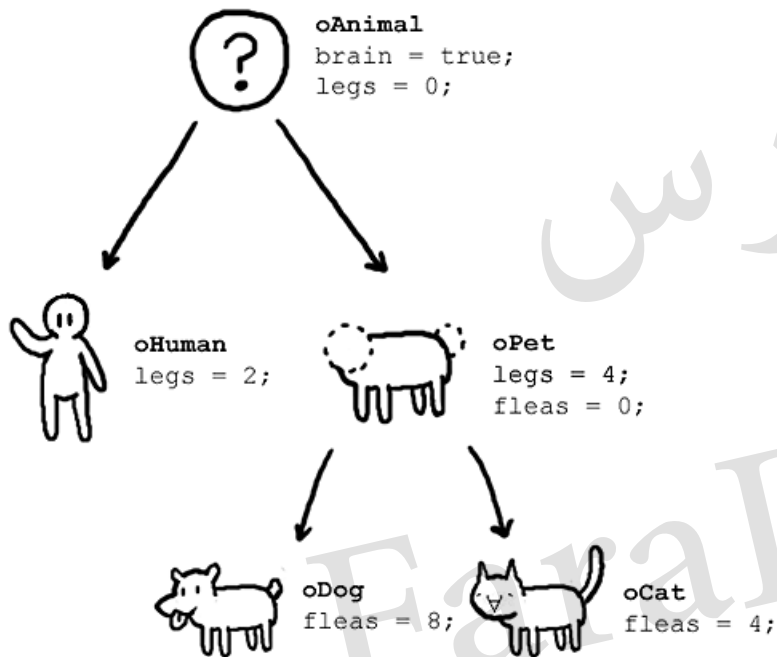 ?
oAnimal
brain = true;
legs = 0;
oHuman
legs = 2;
oPet
legs = 4;
fleas = 0;
oDog
fleas = 8;
oCat
fleas = 4;